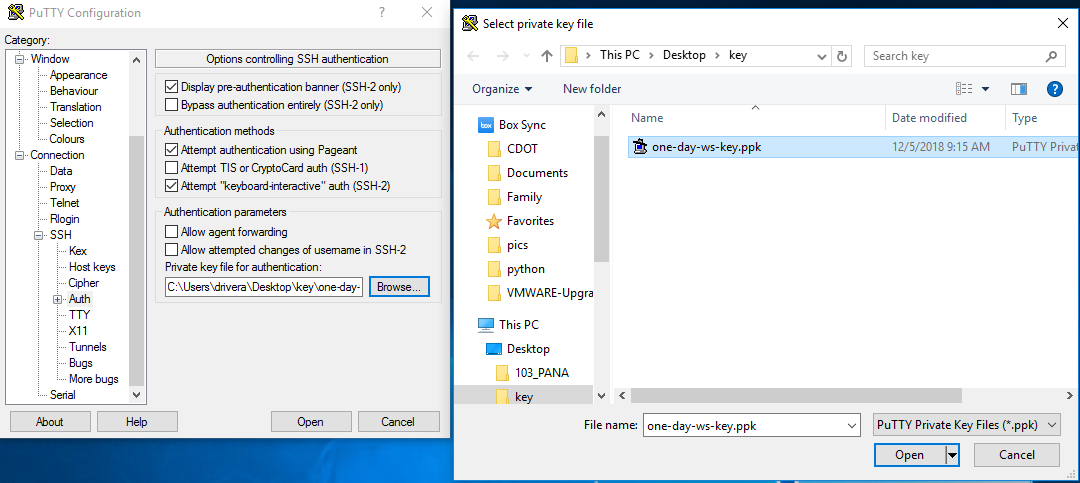 PuTTY Configuration
?
Category:
Window
Appearance
Behaviour
Translation
Selection
Colours
Connection
Data
Proxy
Telnet
Rlogin
SSH
Kex
Host keys
Cipher
Auth
TTY
X11
Tunnels
Bugs
More bugs
Serial
Options controlling SSH authentication
Display pre-authentication banner (SSH-2 only)
Bypass authentication entirely (SSH-2 only)
Authentication methods
Attempt authentication using Pageant
Attempt TIS or CryptoCard auth (SSH-1)
Attempt "keyboard-interactive" auth (SSH-2)
Authentication parameters
Allow agent forwarding
Allow attempted changes of username in SSH-2
Private key file for authentication:
C:\Users\drivera\Desktop\key\one-day- Browse...
About Help Open Cancel
Select private key file
This PC > Desktop > key
Search key
Organize New folder
?
Box Sync
box
CDOT
Documents
Family
Favorites
pics
python
VMWARE-Upgra
This PC
Desktop
103_PANA
key
Name Date modified Type
one-day-ws-key.ppk 12/5/2018 9:15 AM PuTTY Priva
File name: one-day-ws-key.ppk PuTTY Private Key Files (*.ppk)
Open Cancel